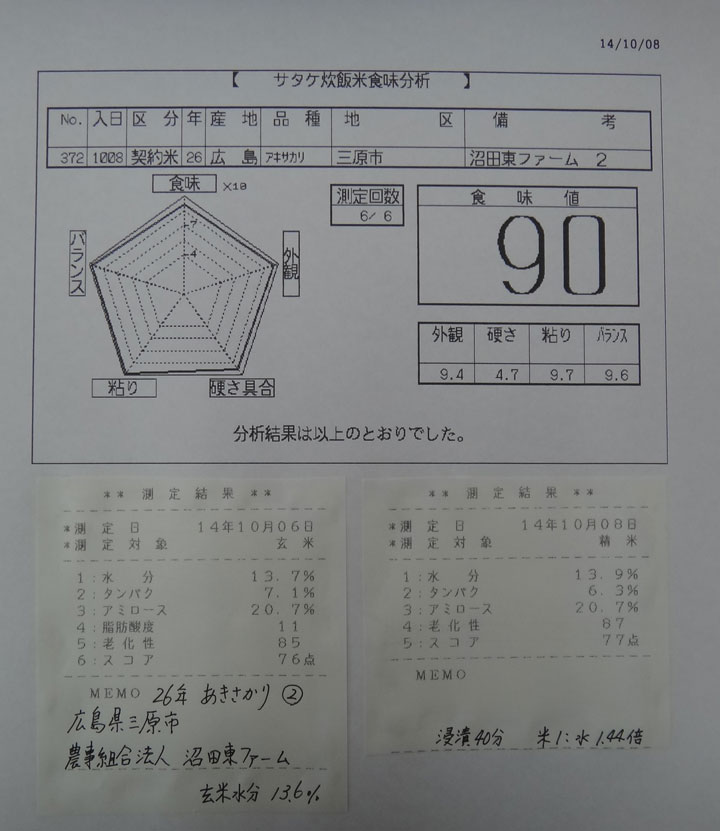 14/10/08
【 サタケ炊飯米食味分析 】
No. 入日 区分 年 産地 品種 地区 備考
372 1008 契約米 26 広島 アキサカリ 三原市 沼田東ファーム 2
食味 ×10
7
4
バランス
外観
粘り
硬さ具合
測定回数
6/ 6
食味値
90
外観 硬さ 粘り バランス
9.4 4.7 9.7 9.6
分析結果は以上のとおりでした。
** 測定結果 **
*測定日 14年10月06日
*測定対象 玄米
1:水分 13.7%
2:タンパク 7.1%
3:アミロース 20.7%
4:脂肪酸度 11
5:老化性 85
6:スコア 76点
MEMO 26年 あきさかり ②
広島県三原市
農事組合法人 沼田東ファーム
玄米水分 13.6%
** 測定結果 **
*測定日 14年10月08日
*測定対象 精米
1:水分 13.9%
2:タンパク 6.3%
3:アミロース 20.7%
4:老化性 87
5:スコア 77点
MEMO
浸漬40分 米1:水1.44倍